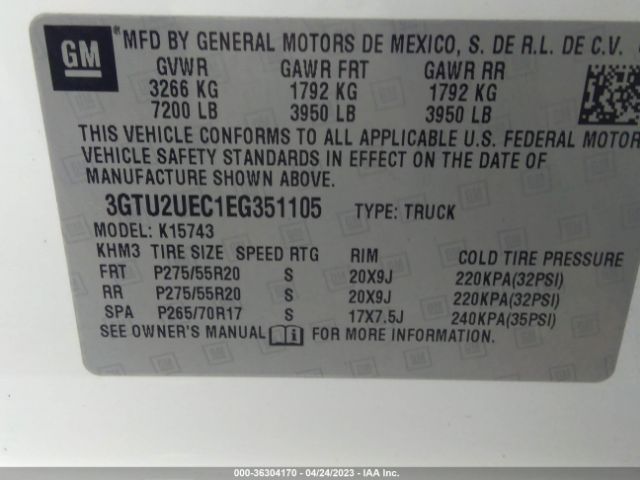 GM
MFD BY GENERAL MOTORS DE MEXICO, S. DE R.L. DE C.V.
GVWR GAWR FRT GAWR RR
3266 KG 1792 KG 1792 KG
7200 LB 3950 LB 3950 LB
THIS VEHICLE CONFORMS TO ALL APPLICABLE U.S. FEDERAL MOTOR
VEHICLE SAFETY STANDARDS IN EFFECT ON THE DATE OF
MANUFACTURE SHOWN ABOVE.
3GTU2UEC1EG351105 TYPE: TRUCK
MODEL: K15743
KHM3 TIRE SIZE SPEED RTG RIM COLD TIRE PRESSURE
FRT P275/55R20 S 20X9J 220KPA(32PSI)
RR P275/55R20 S 20X9J 220KPA(32PSI)
SPA P265/70R17 S 17X7.5J 240KPA(35PSI)
SEE OWNER'S MANUAL FOR MORE INFORMATION.
000-36304170 - 04/24/2023 - IAA Inc.